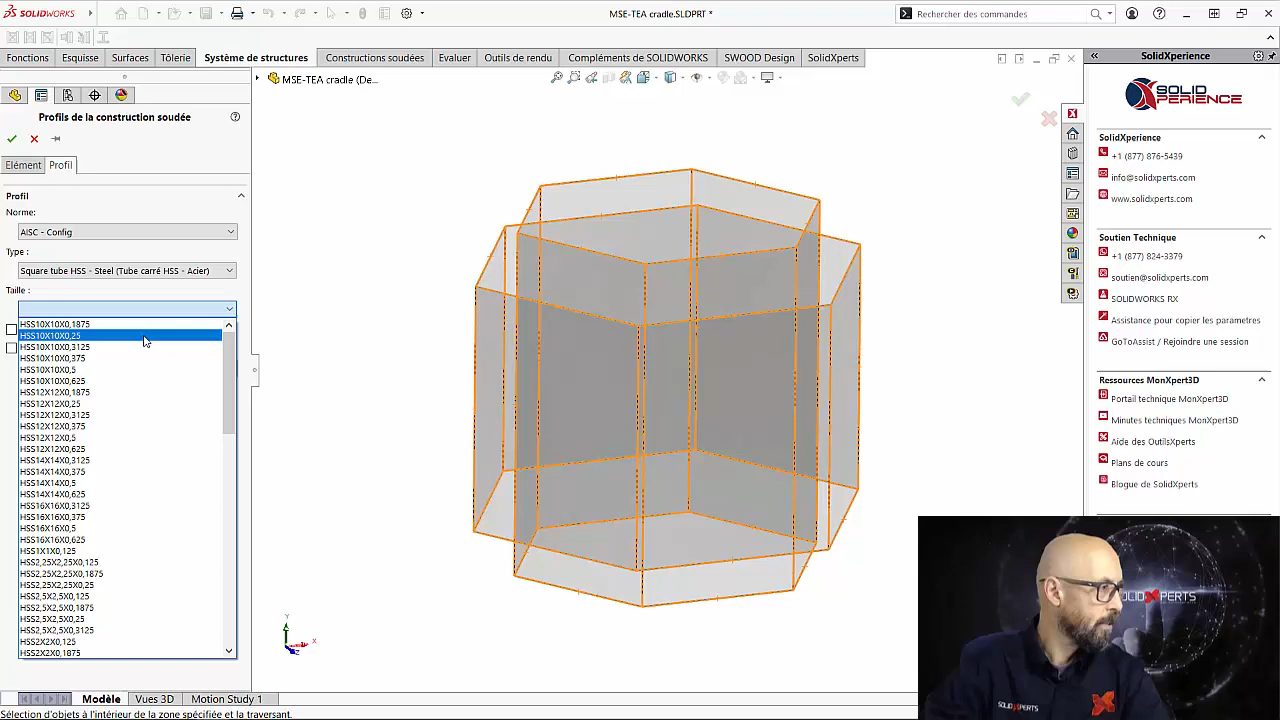 SOLIDWORKS
MSE-TEA cradle.SLDPRT *
Rechercher des commandes
Fonctions
Esquisse
Surfaces
Tôlerie
Système de structures
Constructions soudées
Evaluer
Outils de rendu
Compléments de SOLIDWORKS
SWOOD Design
SolidXperts
MSE-TEA cradle (De...
Profils de la construction soudée
Elément
Profil
Profil
Norme:
AISC - Config
Type :
Square tube HSS - Steel (Tube carré HSS - Acier)
Taille :
HSS10X10X0,1875
HSS10X10X0,25
HSS10X10X0,3125
HSS10X10X0,375
HSS10X10X0,5
HSS10X10X0,625
HSS12X12X0,1875
HSS12X12X0,25
HSS12X12X0,3125
HSS12X12X0,375
HSS12X12X0,5
HSS12X12X0,625
HSS14X14X0,3125
HSS14X14X0,375
HSS14X14X0,5
HSS14X14X0,625
HSS16X16X0,3125
HSS16X16X0,375
HSS16X16X0,5
HSS16X16X0,625
HSS1X1X0,125
HSS2,25X2,25X0,125
HSS2,25X2,25X0,1875
HSS2,25X2,25X0,25
HSS2,5X2,5X0,125
HSS2,5X2,5X0,1875
HSS2,5X2,5X0,25
HSS2,5X2,5X0,3125
HSS2X2X0,125
HSS2X2X0,1875
Y
X
Z
Modèle
Vues 3D
Motion Study 1
Sélection d'objets à l'intérieur de la zone spécifiée et la traversant.
SolidXperience
SOLID
XPERIENCE
SolidXperience
+1 (877) 876-5439
info@solidxperts.com
www.solidxperts.com
Soutien Technique
+1 (877) 824-3379
soutien@solidxperts.com
SOLIDWORKS RX
Assistance pour copier les parametres
GoToAssist / Rejoindre une session
Ressources MonXpert3D
Portail technique MonXpert3D
Minutes techniques MonXpert3D
Aide des OutilsXperts
Plans de cours
Blogue de SolidXperts
SOLIDXPERTS
SOLIDXPERTS